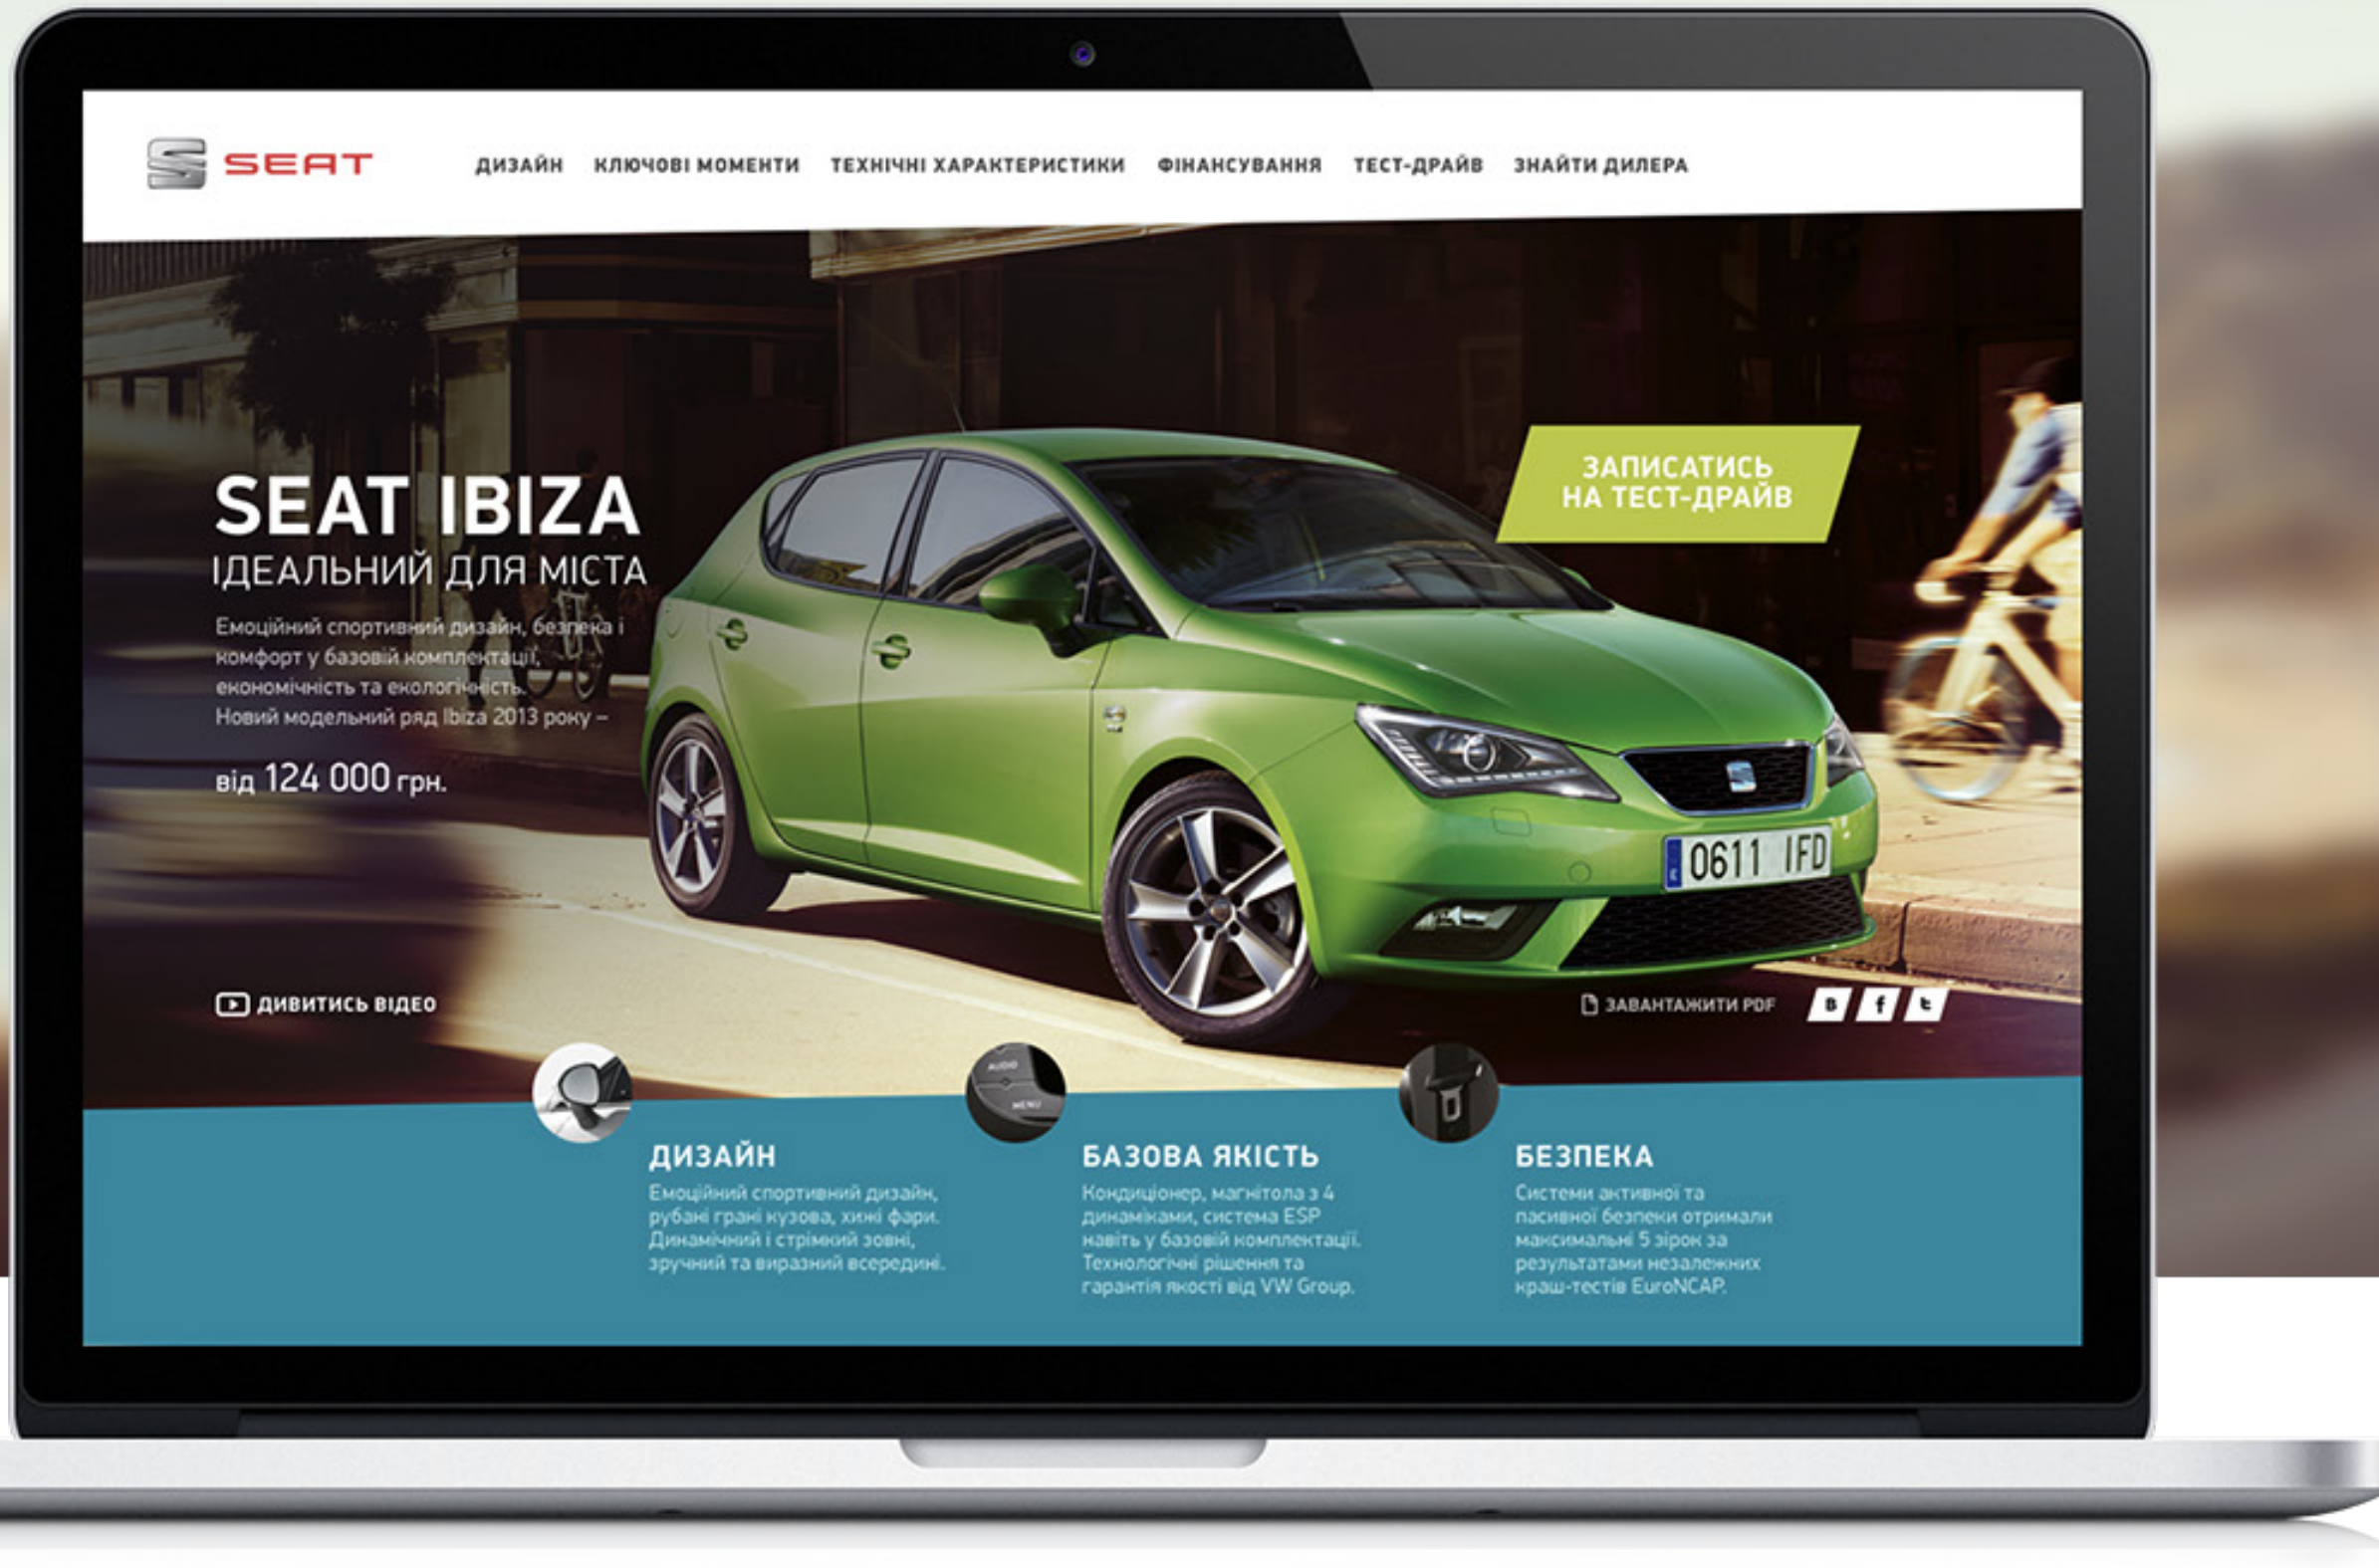 SEAT
ДИЗАЙН КЛЮЧОВІ МОМЕНТИ ТЕХНІЧНІ ХАРАКТЕРИСТИКИ ФІНАНСУВАННЯ ТЕСТ-ДРАЙВ ЗНАЙТИ ДИЛЕРА
ЗАПИСАТИСЬ
НА ТЕСТ-ДРАЙВ
SEAT IBIZA
ІДЕАЛЬНИЙ ДЛЯ МІСТА
Емоційний спортивний дизайн, безпека і
комфорт у базовій комплектації,
економічність та екологічність.
Новий модельний ряд Ibiza 2013 року –
від 124 000 грн.
0611 IFD
ДИВИТИСЬ ВІДЕО
ЗАВАНТАЖИТИ PDF
B f t
AUDIO
MENU
ДИЗАЙН
Емоційний спортивний дизайн,
рубані грані кузова, хижі фари.
Динамічний і стрімкий зовні,
зручний та виразний всередині.
БАЗОВА ЯКІСТЬ
Кондиціонер, магнітола з 4
динаміками, система ESP
навіть у базовій комплектації.
Технологічні рішення та
гарантія якості від VW Group.
БЕЗПЕКА
Системи активної та
пасивної безпеки отримали
максимальні 5 зірок за
результатами незалежних
краш-тестів EuroNCAP.